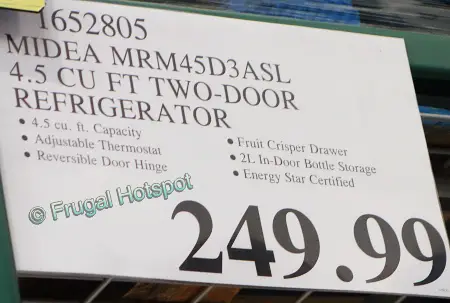 1652805
MIDEA MRM45D3ASL
4.5 CU FT TWO-DOOR
REFRIGERATOR
• 4.5 cu. ft. Capacity
• Adjustable Thermostat
• Reversible Door Hinge
• Fruit Crisper Drawer
• 2L In-Door Bottle Storage
• Energy Star Certified
© Frugal Hotspot
249.99